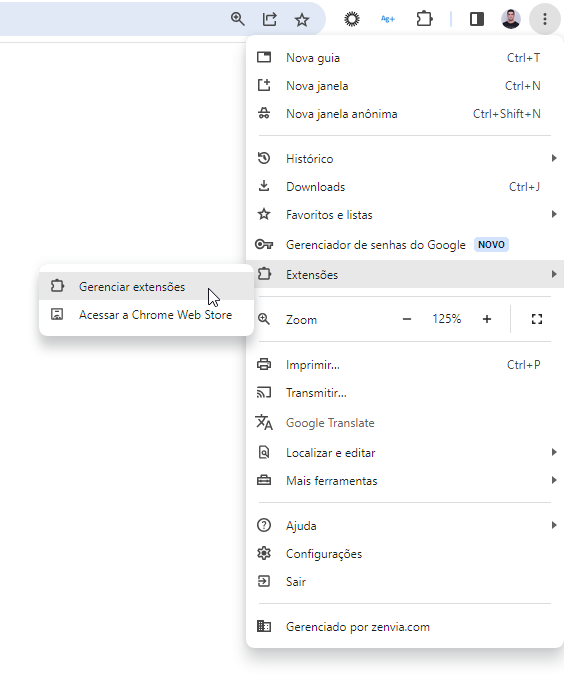 Ag+
Nova guia Ctrl+T
Nova janela Ctrl+N
Nova janela anônima Ctrl+Shift+N
Histórico
Downloads Ctrl+J
Favoritos e listas
Gerenciador de senhas do Google NOVO
Extensões
Gerenciar extensões
Acessar a Chrome Web Store
Zoom − 125% +
Imprimir... Ctrl+P
Transmitir...
Google Translate
Localizar e editar
Mais ferramentas
Ajuda
Configurações
Sair
Gerenciado por zenvia.com